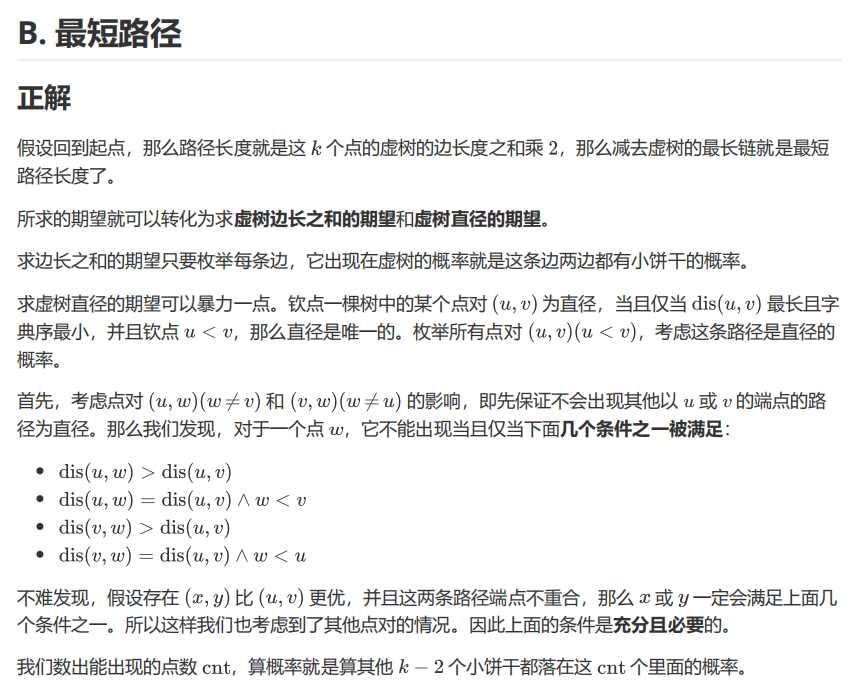 B. 最短路径
正解
假设回到起点，那么路径长度就是这 k 个点的虚树的边长度之和乘 2，那么减去虚树的最长链就是最短
路径长度了。
所求的期望就可以转化为求虚树边长之和的期望和虚树直径的期望。
求边长之和的期望只要枚举每条边，它出现在虚树的概率就是这条边两边都有小饼干的概率。
求虚树直径的期望可以暴力一点。钦点一棵树中的某个点对 (u, v) 为直径，当且仅当 dis(u, v) 最长且字
典序最小，并且钦点 u < v，那么直径是唯一的。枚举所有点对 (u, v)(u < v)，考虑这条路径是直径的
概率。
首先，考虑点对 (u, w)(w ≠ v) 和 (v, w)(w ≠ u) 的影响，即先保证不会出现其他以 u 或 v 的端点的路
径为直径。那么我们发现，对于一个点 w，它不能出现当且仅当下面几个条件之一被满足：
• dis(u, w) > dis(u, v)
• dis(u, w) = dis(u, v) ∧ w < v
• dis(v, w) > dis(u, v)
• dis(v, w) = dis(u, v) ∧ w < u
不难发现，假设存在 (x, y) 比 (u, v) 更优，并且这两条路径端点不重合，那么 x 或 y 一定会满足上面几
个条件之一。所以这样我们也考虑到了其他点对的情况。因此上面的条件是充分且必要的。
我们数出能出现的点数 cnt，算概率就是算其他 k − 2 个小饼干都落在这 cnt 个里面的概率。